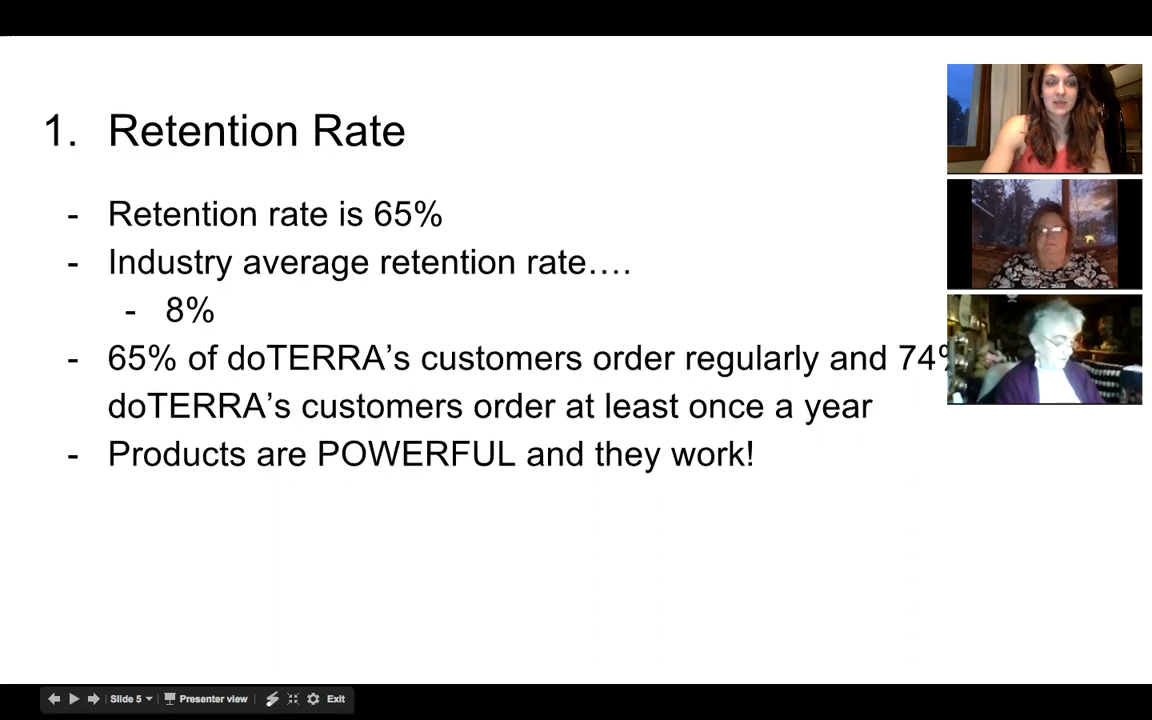 1. Retention Rate
- Retention rate is 65%
- Industry average retention rate….
- 8%
- 65% of doTERRA’s customers order regularly and 74%
doTERRA’s customers order at least once a year
- Products are POWERFUL and they work!
Slide 5 Presenter view Exit